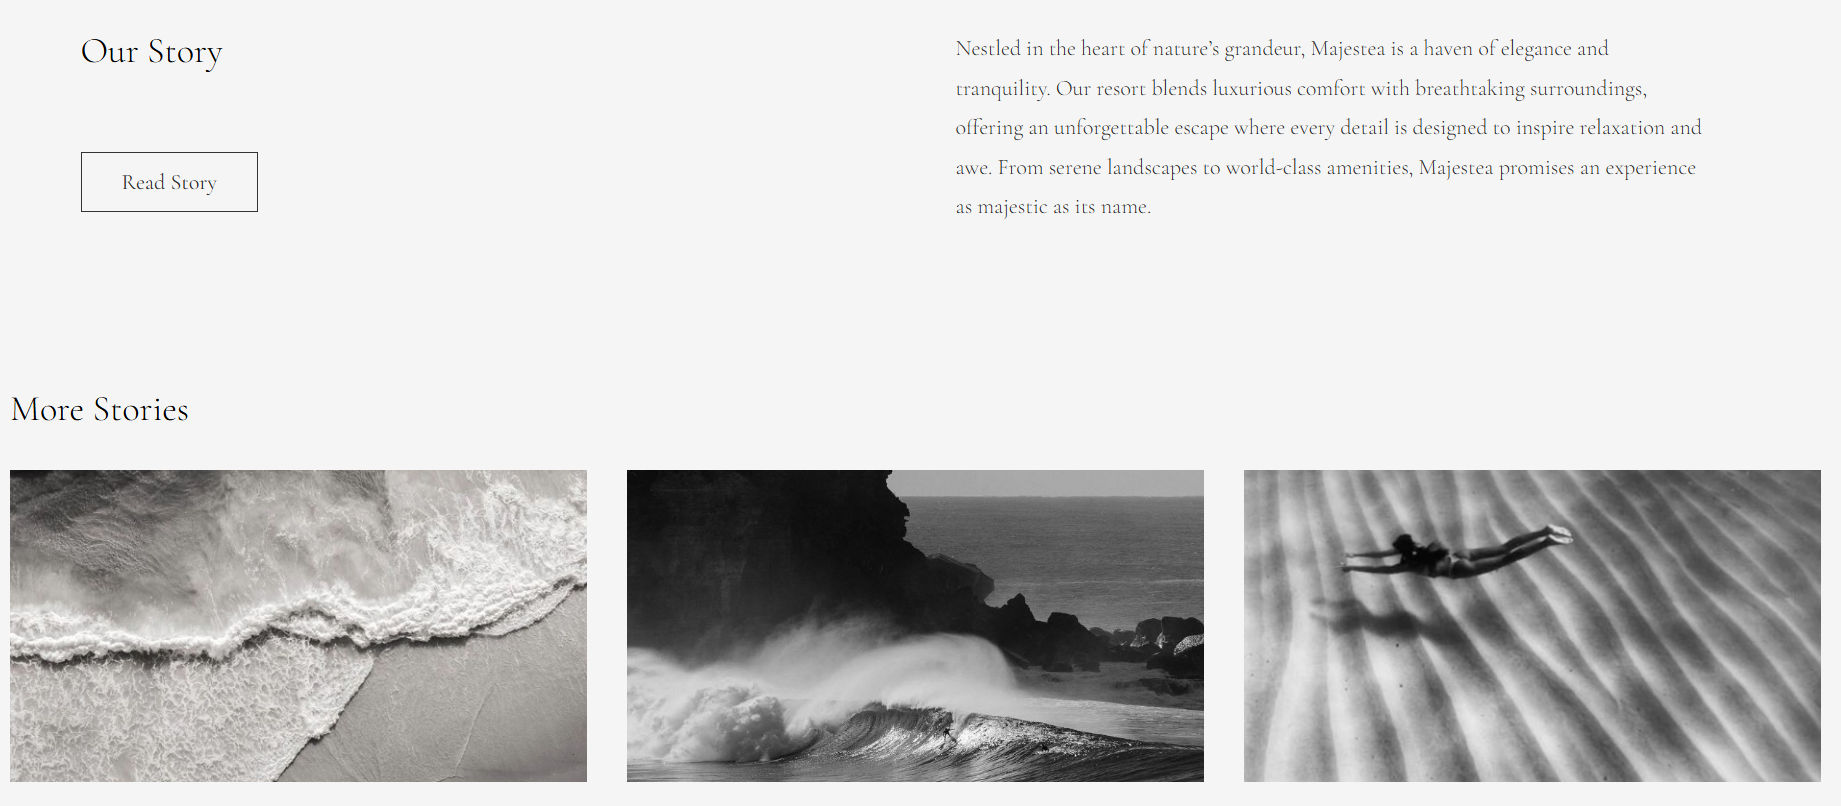 Our Story
Read Story
Nestled in the heart of nature’s grandeur, Majestea is a haven of elegance and
tranquility. Our resort blends luxurious comfort with breathtaking surroundings,
offering an unforgettable escape where every detail is designed to inspire relaxation and
awe. From serene landscapes to world-class amenities, Majestea promises an experience
as majestic as its name.
More Stories